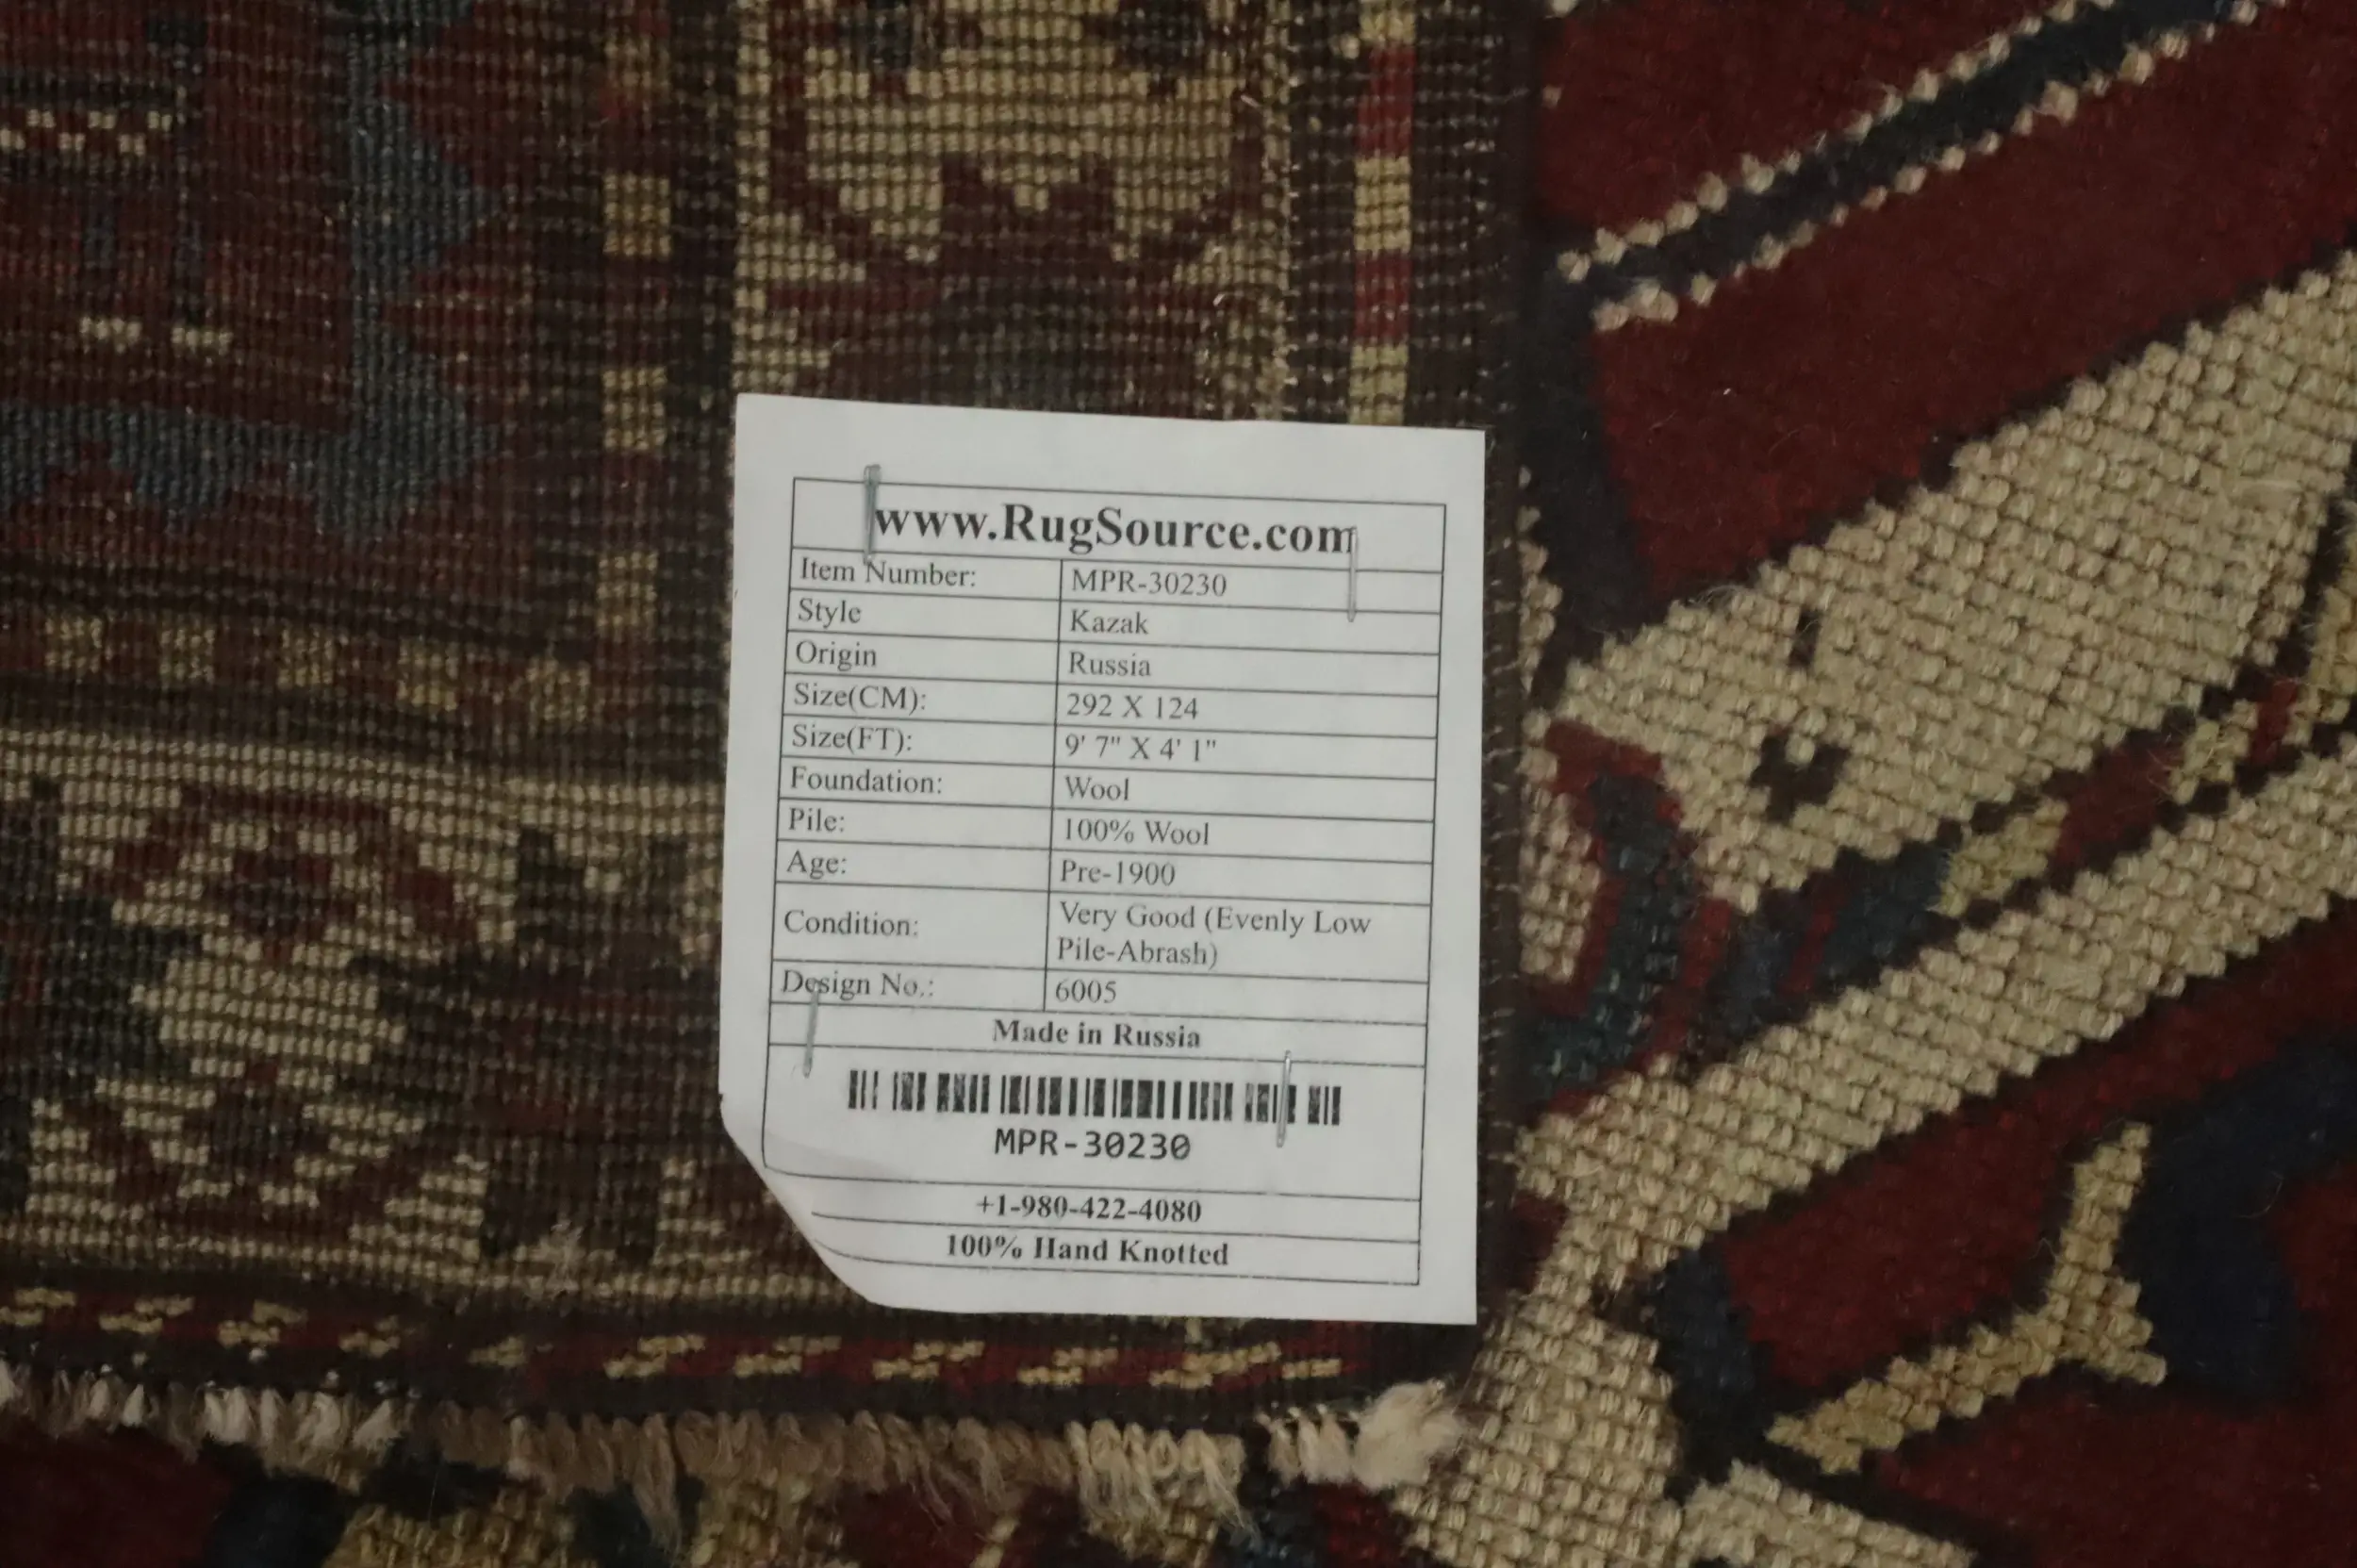 www.RugSource.com
Item Number: MPR-30230
Style Kazak
Origin Russia
Size(CM): 292 X 124
Size(FT): 9' 7" X 4' 1"
Foundation: Wool
Pile: 100% Wool
Age: Pre-1900
Condition: Very Good (Evenly Low
Pile-Abrash)
Design No.: 6005
Made in Russia
MPR-30230
+1-980-422-4080
100% Hand Knotted